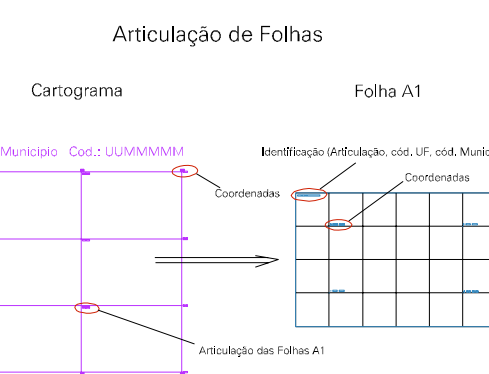 Articulação de Folhas
Cartograma
Folha A1
Municipio Cod.: UUMMMMM
Identificação (Articulação, cód. UF, cód. Munic
Coordenadas
Coordenadas
Articulação das Folhas A1